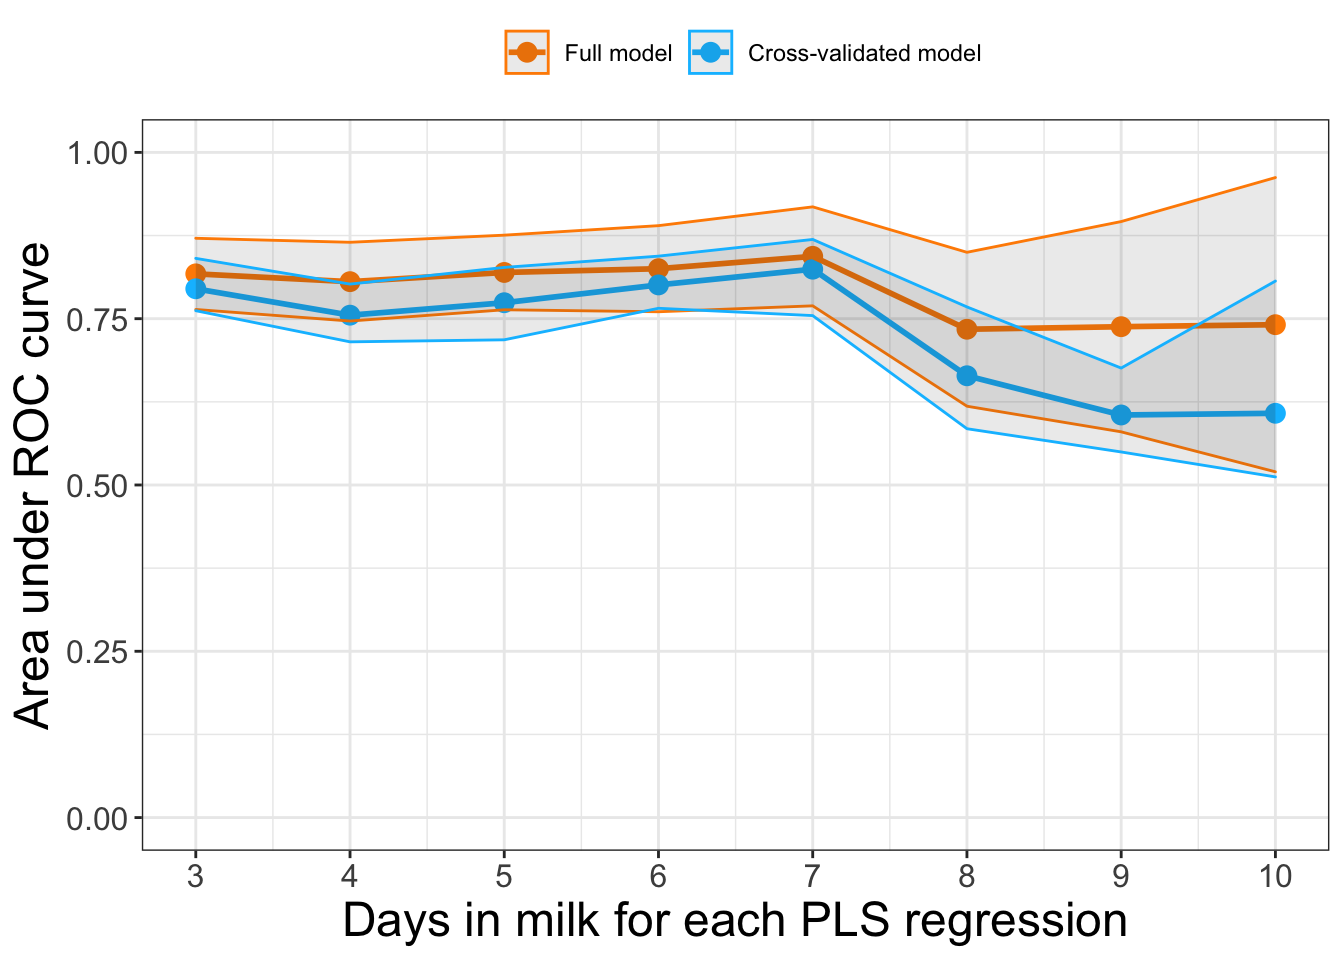 Full model Cross-validated model
Area under ROC curve
1.00
0.75
0.50
0.25
0.00
3 4 5 6 7 8 9 10
Days in milk for each PLS regression